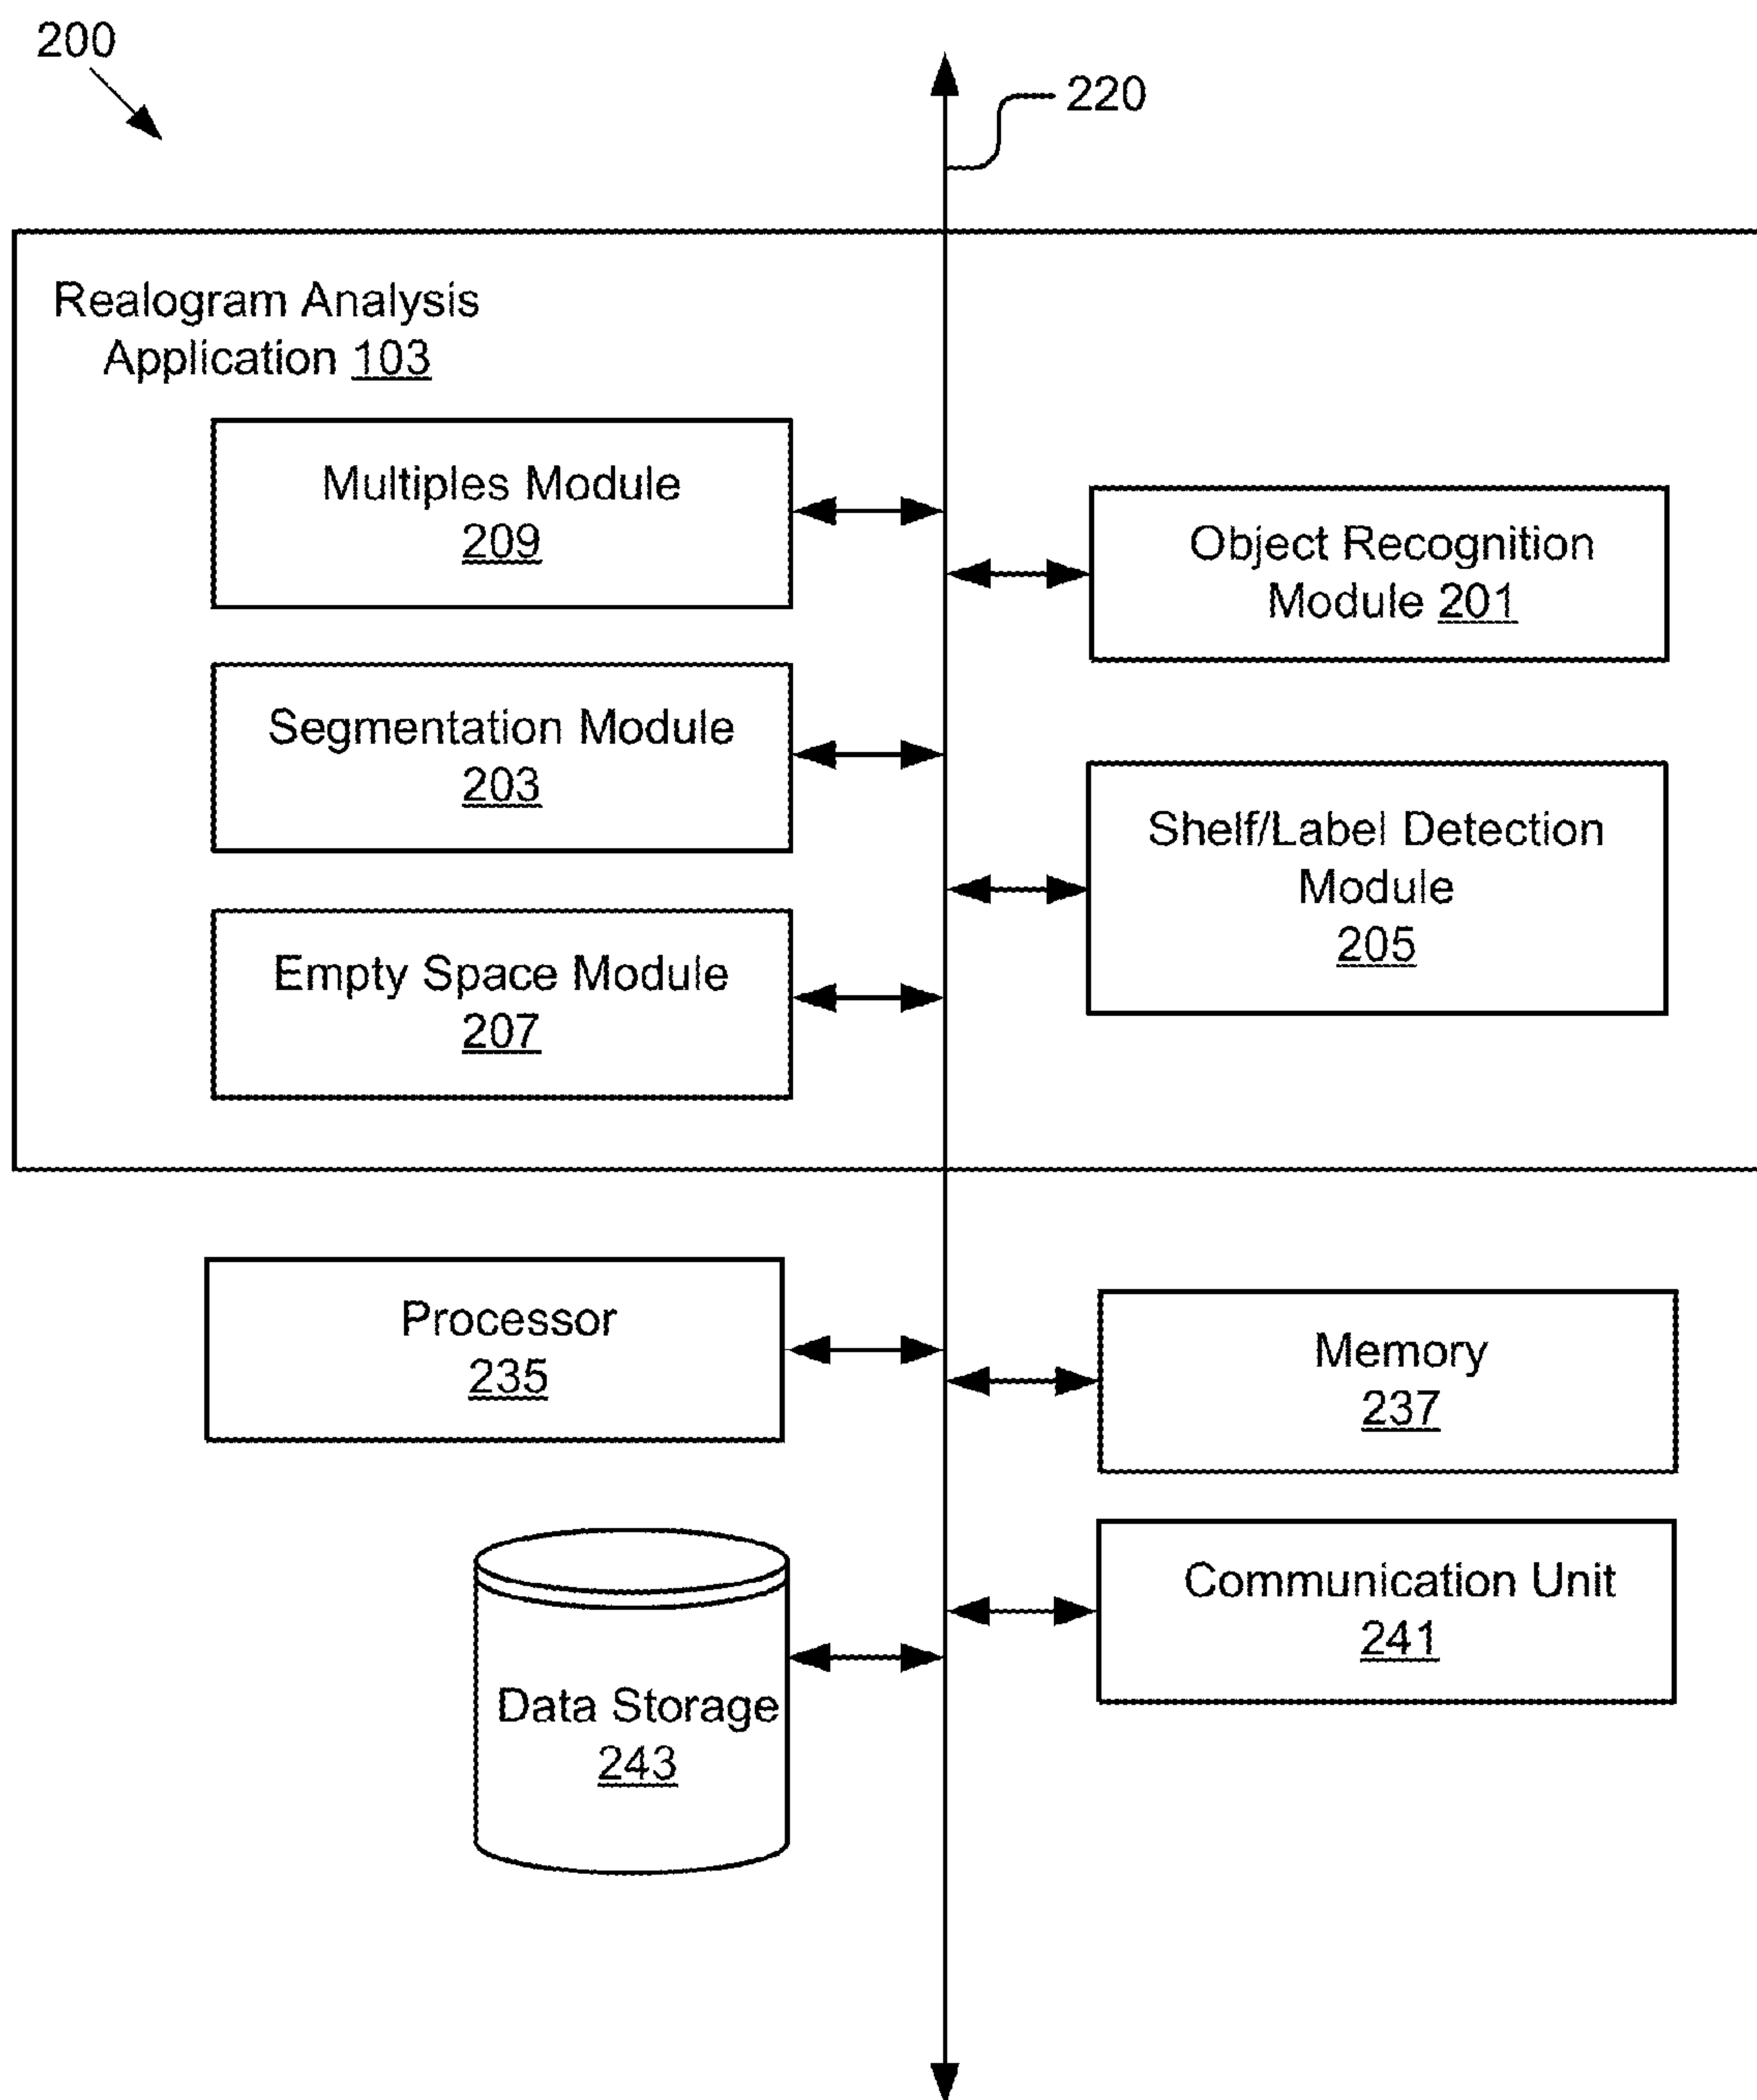 200
220
Realogram Analysis
Application 103
Multiples Module
209
Object Recognition
Module 201
Segmentation Module
203
Shelf/Label Detection
Module
205
Empty Space Module
207
Processor
235
Memory
237
Communication Unit
241
Data Storage
243